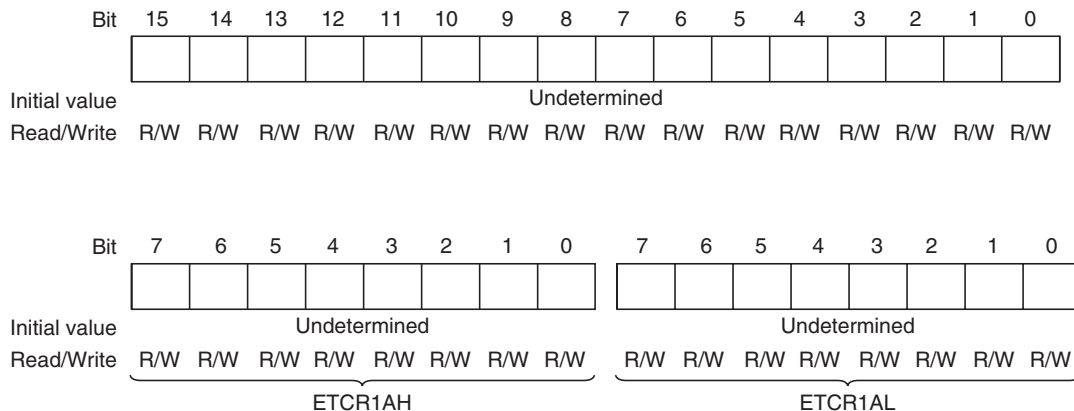 Bit 15 14 13 12 11 10 9 8 7 6 5 4 3 2 1 0
Initial value Undetermined
Read/Write R/W R/W R/W R/W R/W R/W R/W R/W R/W R/W R/W R/W R/W R/W R/W R/W
Bit 7 6 5 4 3 2 1 0 7 6 5 4 3 2 1 0
Initial value Undetermined Undetermined
Read/Write R/W R/W R/W R/W R/W R/W R/W R/W R/W R/W R/W R/W R/W R/W R/W R/W
ETCR1AH ETCR1AL